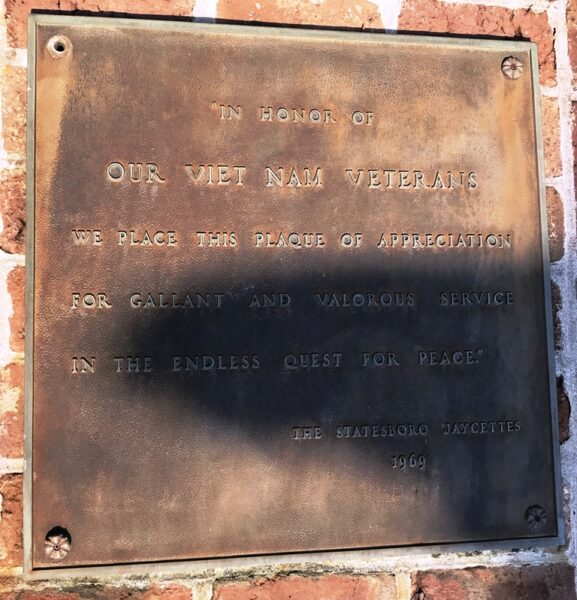 "IN HONOR OF
OUR VIET NAM VETERANS
WE PLACE THIS PLAQUE OF APPRECIATION
FOR GALLANT AND VALOROUS SERVICE
IN THE ENDLESS QUEST FOR PEACE."
THE STATESBORO JAYCETTES
1969